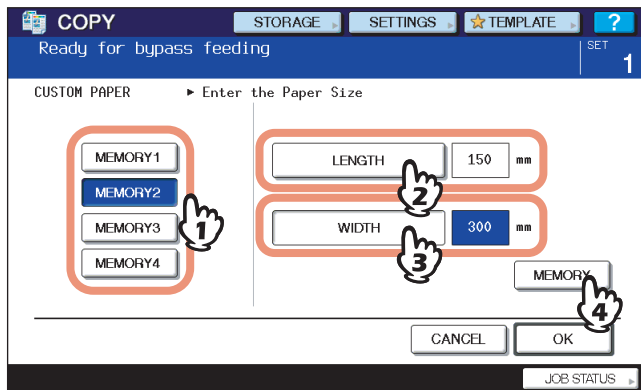 COPY STORAGE SETTINGS TEMPLATE ?
Ready for bypass feeding SET 1
CUSTOM PAPER ► Enter the Paper Size
MEMORY1
MEMORY2
MEMORY3
MEMORY4
1
LENGTH 150 mm
2
WIDTH 300 mm
3
MEMORY
4
CANCEL OK
JOB STATUS